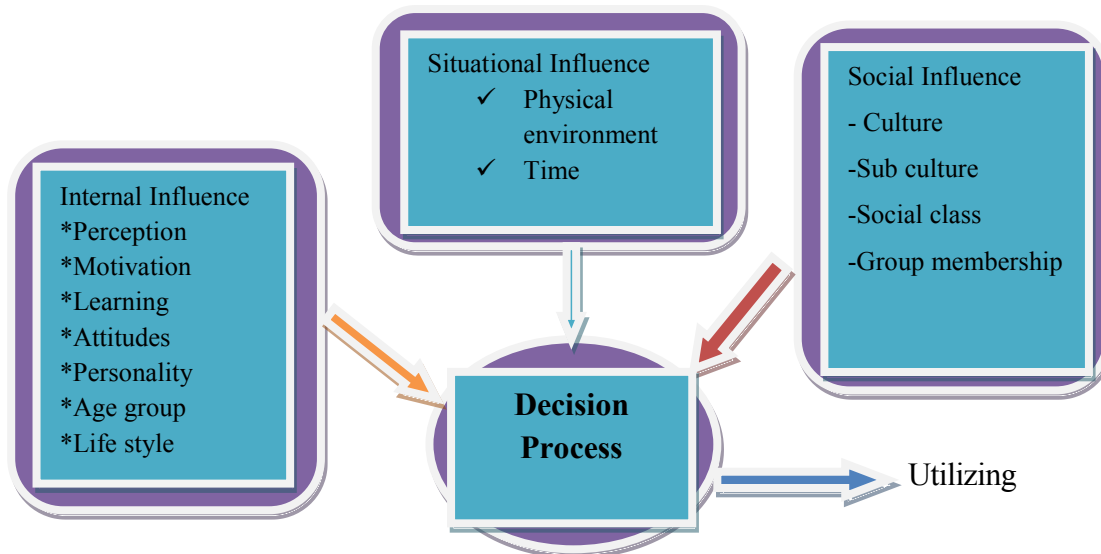 Internal Influence
*Perception
*Motivation
*Learning
*Attitudes
*Personality
*Age group
*Life style
Situational Influence
✓ Physical
environment
✓ Time
Social Influence
- Culture
-Sub culture
-Social class
-Group membership
Decision
Process
Utilizing